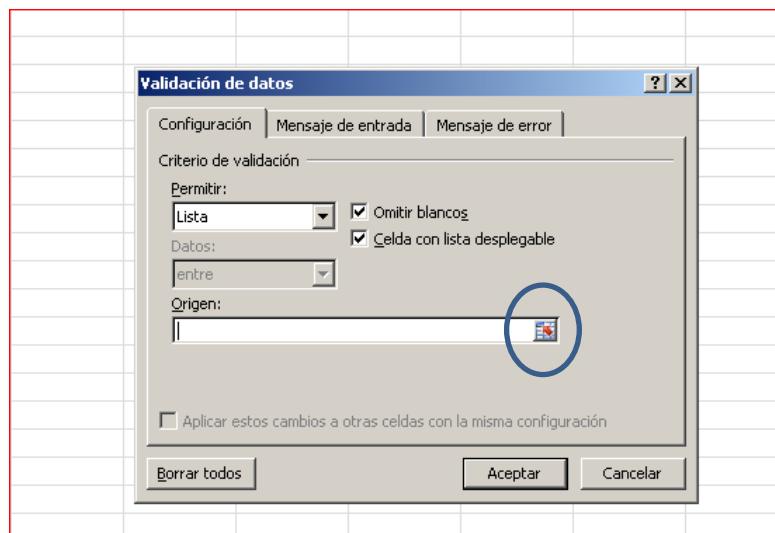 Validación de datos
Configuración Mensaje de entrada Mensaje de error
Criterio de validación
Permitir:
Lista Omitir blancos
Datos: Celda con lista desplegable
entre
Origen:
Aplicar estos cambios a otras celdas con la misma configuración
Borrar todos Aceptar Cancelar